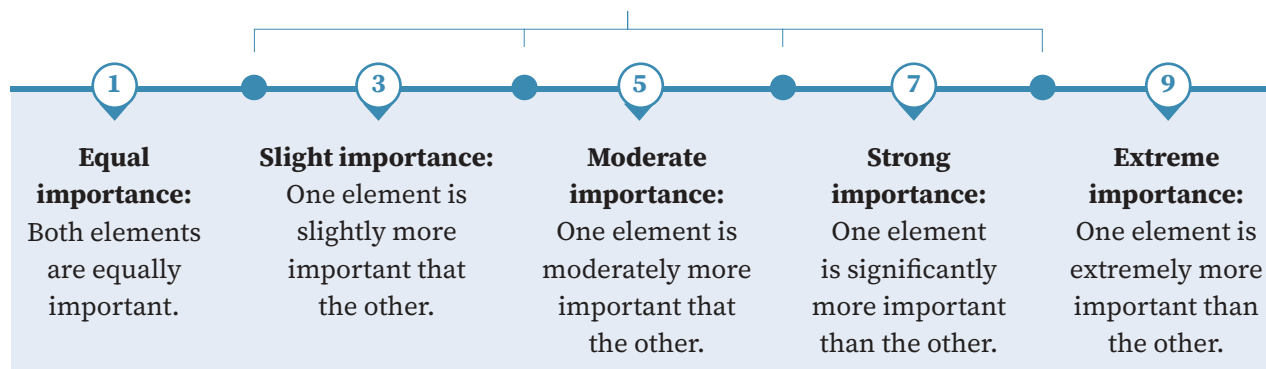 1
3
5
7
9
Equal
importance:
Both elements
are equally
important.
Slight importance:
One element is
slightly more
important that
the other.
Moderate
importance:
One element is
moderately more
important that
the other.
Strong
importance:
One element
is significantly
more important
than the other.
Extreme
importance:
One element is
extremely more
important than
the other.